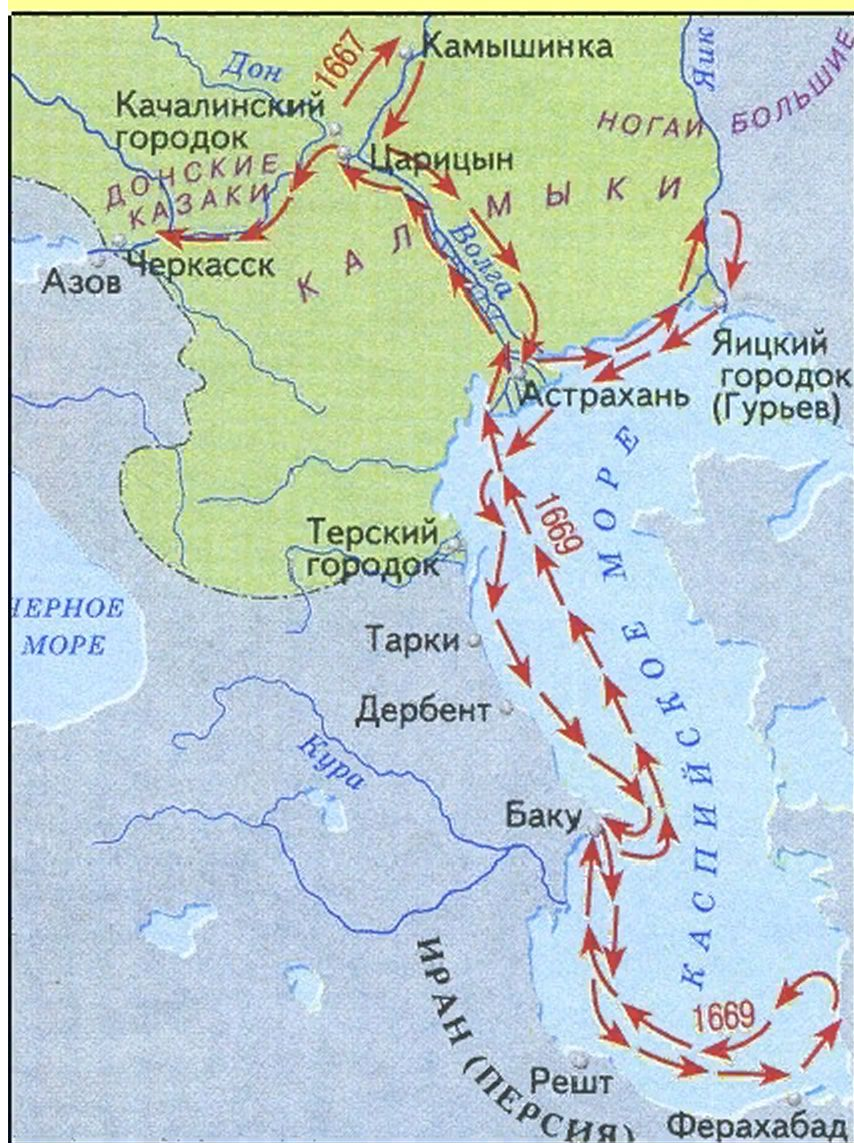 Дон
1667
Камышинка
Яик
Качалинский
городок
НОГАИ БОЛЬШИЕ
Царицын
ДОНСКИЕ
КАЗАКИ
КАЛМЫКИ
Волга
Азов
Черкасск
Яицкий
городок
(Гурьев)
Астрахань
КАСПИЙСКОЕ МОРЕ
1669
Терский
городок
ЧЕРНОЕ
МОРЕ
Тарки
Дербент
Кура
Баку
ИРАН (ПЕРСИЯ)
1669
Решт
Ферахабад